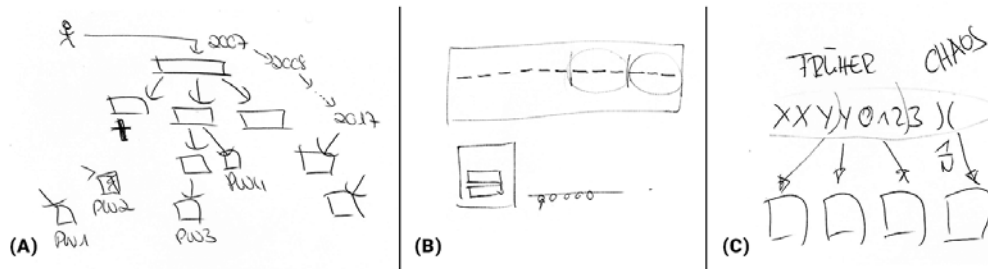 2007
2008
2017
PW4
PW2
PW1
PW3
(A)
(B)
FRÜHER CHAOS
(C)